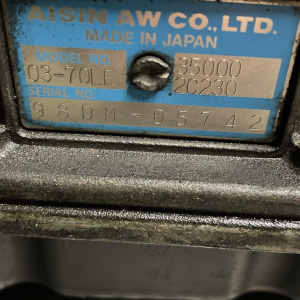 AISIN AW CO.,LTD.
MADE IN JAPAN
MODEL NO. 35000
03-70LE 2C230
SERIAL NO.
98DM-05742